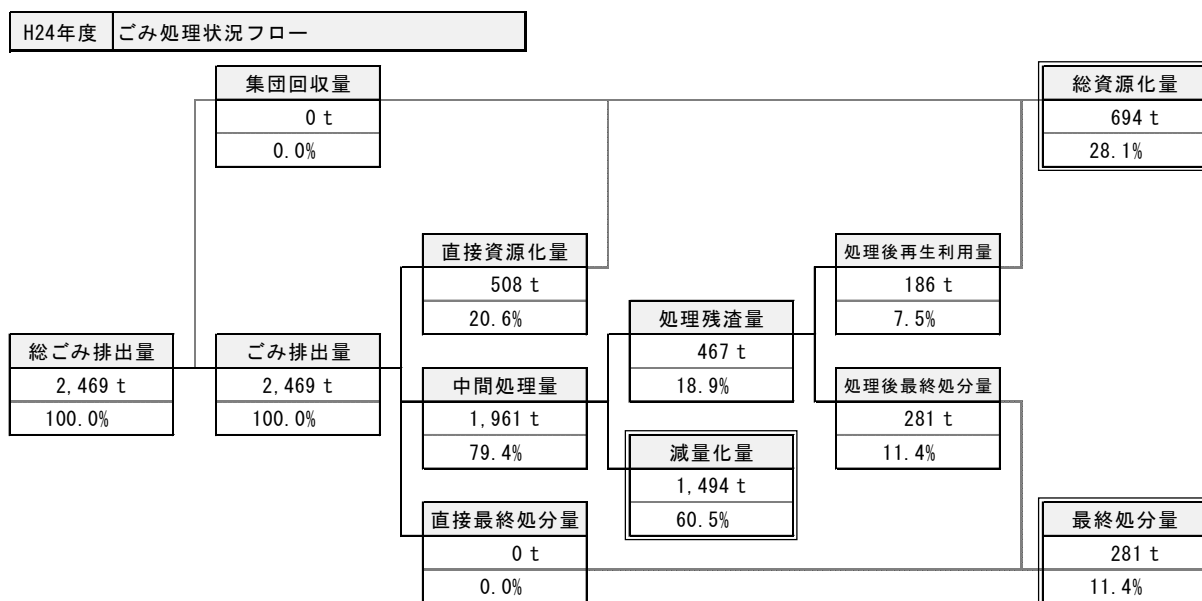 H24年度 ごみ処理状況フロー
集団回収量
0 t
0.0%
総資源化量
694 t
28.1%
直接資源化量
508 t
20.6%
処理後再生利用量
186 t
7.5%
処理残渣量
467 t
18.9%
総ごみ排出量
2,469 t
100.0%
ごみ排出量
2,469 t
100.0%
中間処理量
1,961 t
79.4%
処理後最終処分量
281 t
11.4%
減量化量
1,494 t
60.5%
直接最終処分量
0 t
0.0%
最終処分量
281 t
11.4%